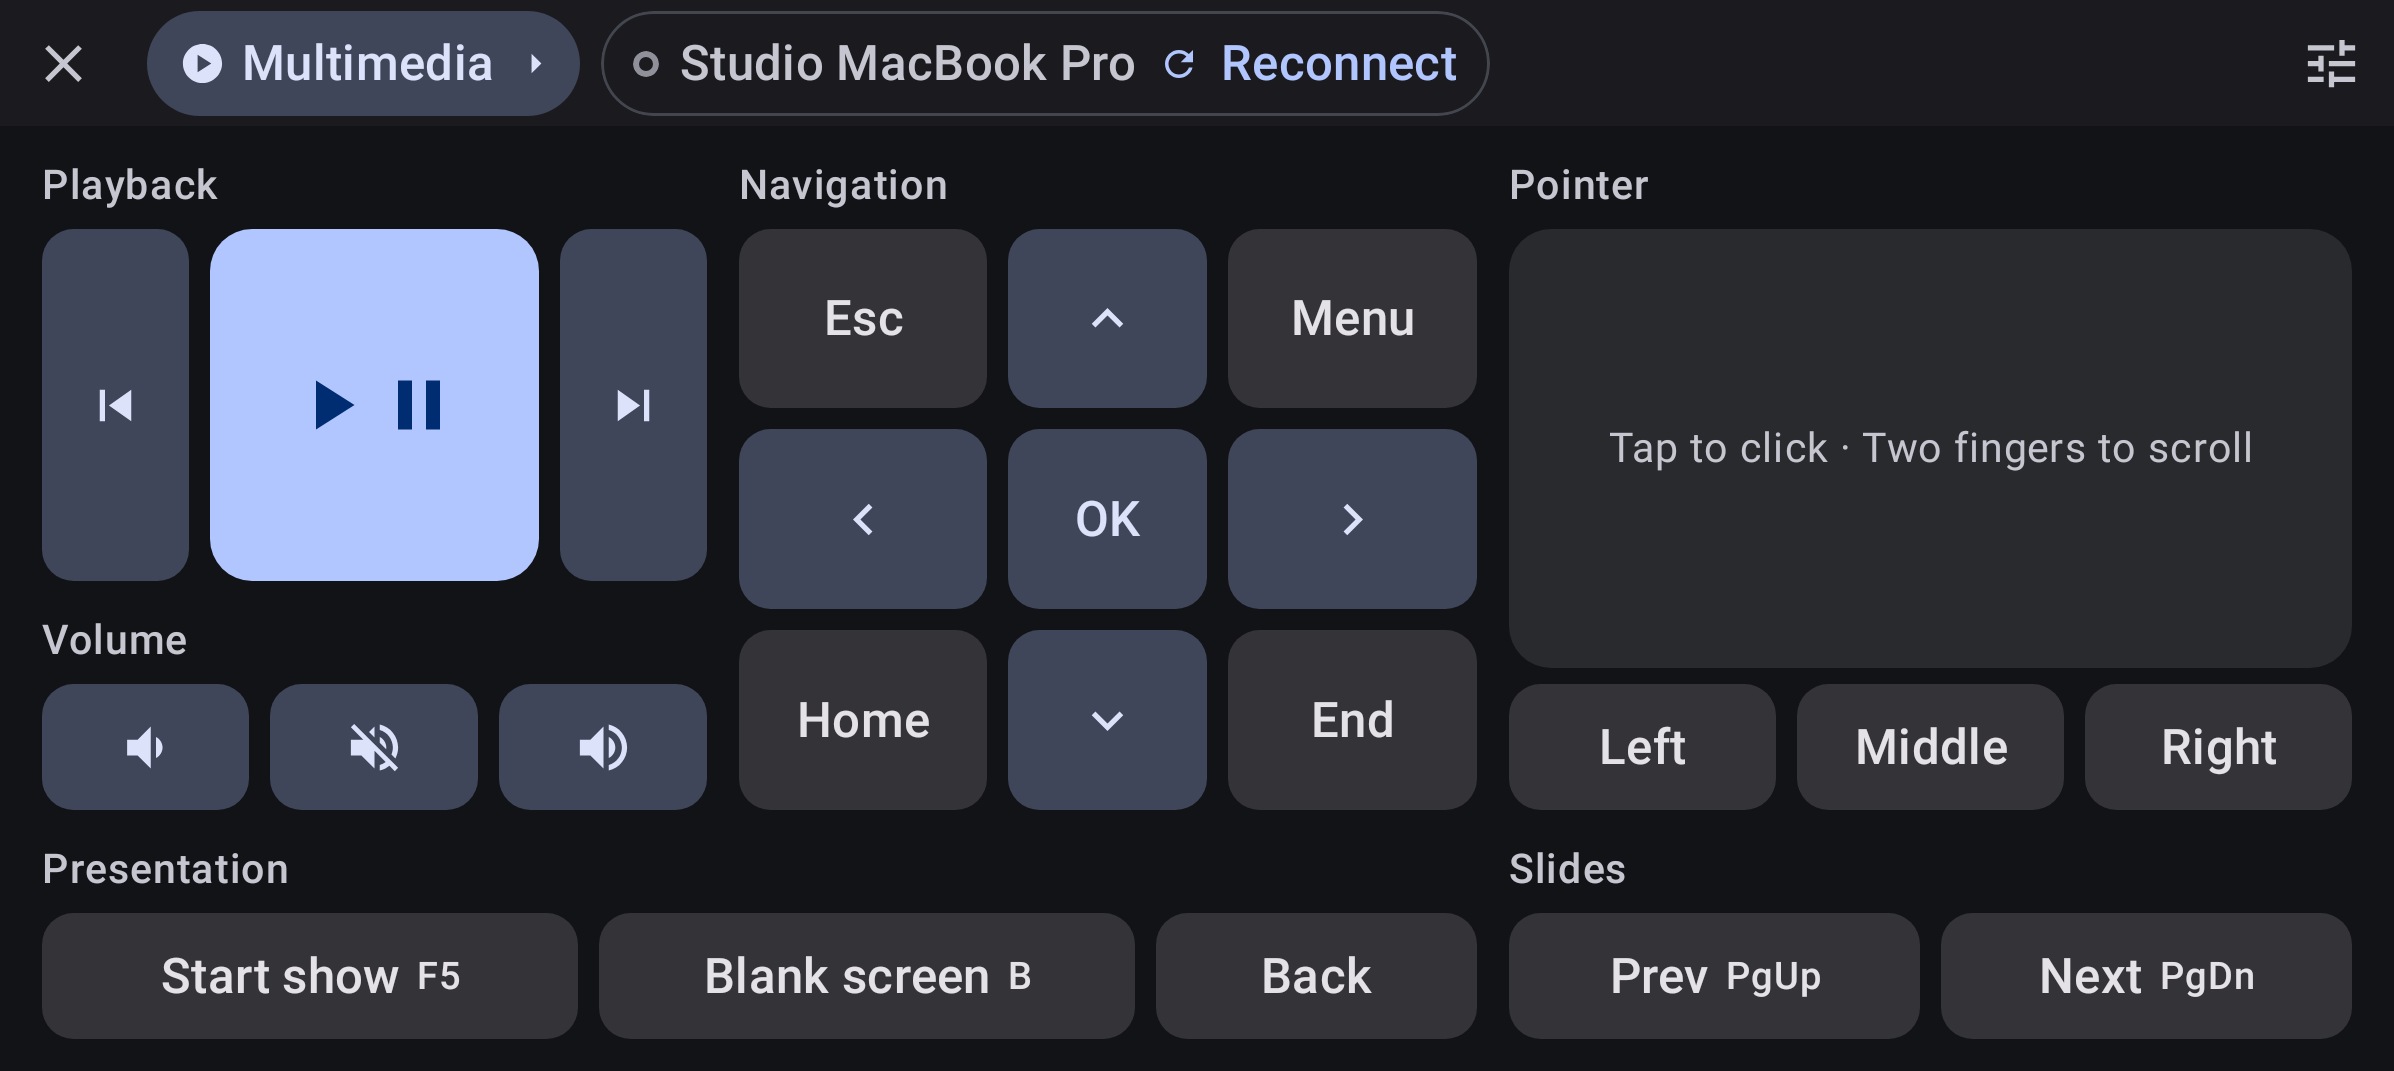 Multimedia
Studio MacBook Pro Reconnect
Playback
Navigation
Esc
Menu
OK
Home
End
Pointer
Tap to click · Two fingers to scroll
Left
Middle
Right
Volume
Presentation
Start show F5
Blank screen B
Back
Slides
Prev PgUp
Next PgDn